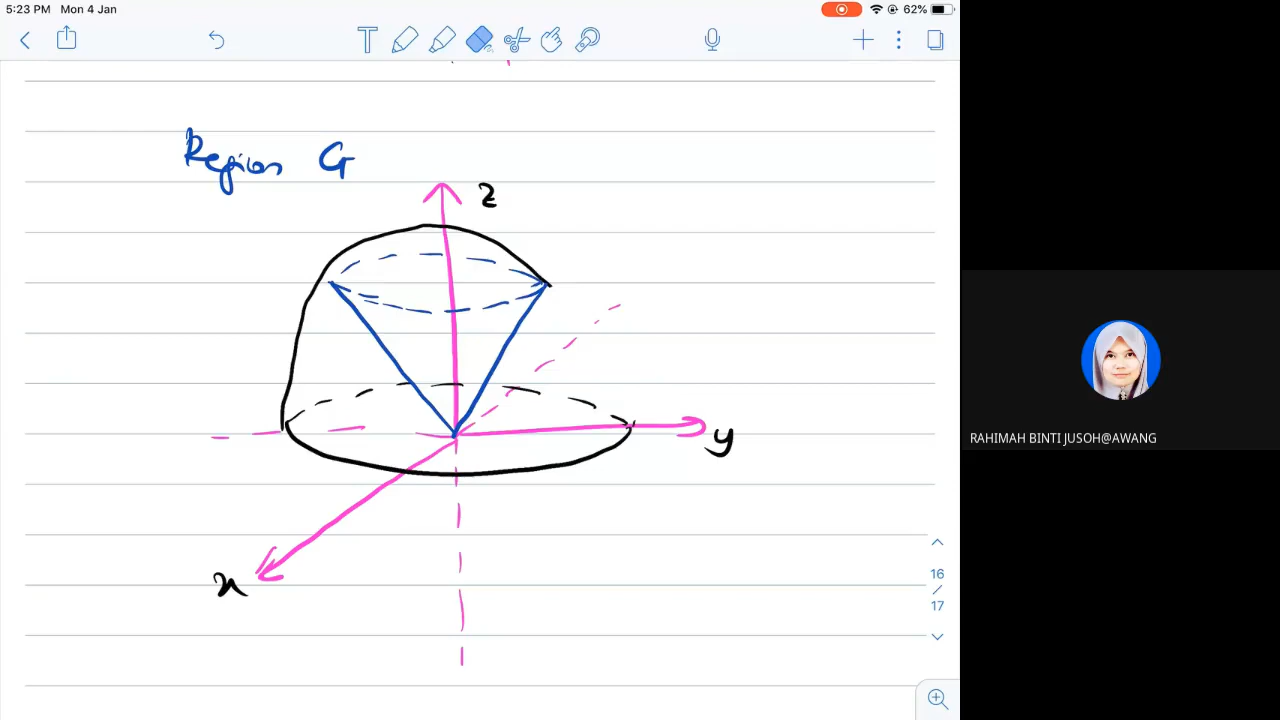 5:23 PM Mon 4 Jan
62%
T
Region G
z
y
x
16
/
17
RAHIMAH BINTI JUSOH@AWANG